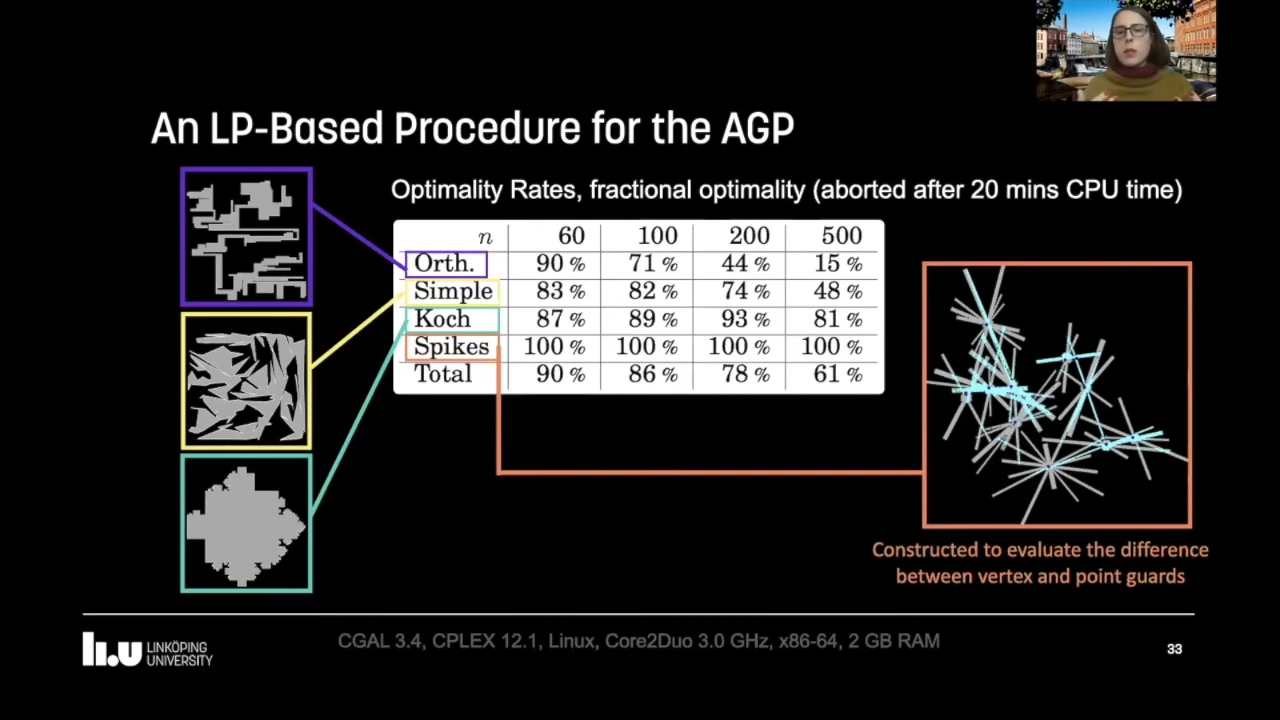 An LP-Based Procedure for the AGP
Optimality Rates, fractional optimality (aborted after 20 mins CPU time)
n 60 100 200 500
Orth. 90 % 71 % 44 % 15 %
Simple 83 % 82 % 74 % 48 %
Koch 87 % 89 % 93 % 81 %
Spikes 100 % 100 % 100 % 100 %
Total 90 % 86 % 78 % 61 %
Constructed to evaluate the difference
between vertex and point guards
CGAL 3.4, CPLEX 12.1, Linux, Core2Duo 3.0 GHz, x86-64, 2 GB RAM
li.u LINKÖPING
UNIVERSITY
33